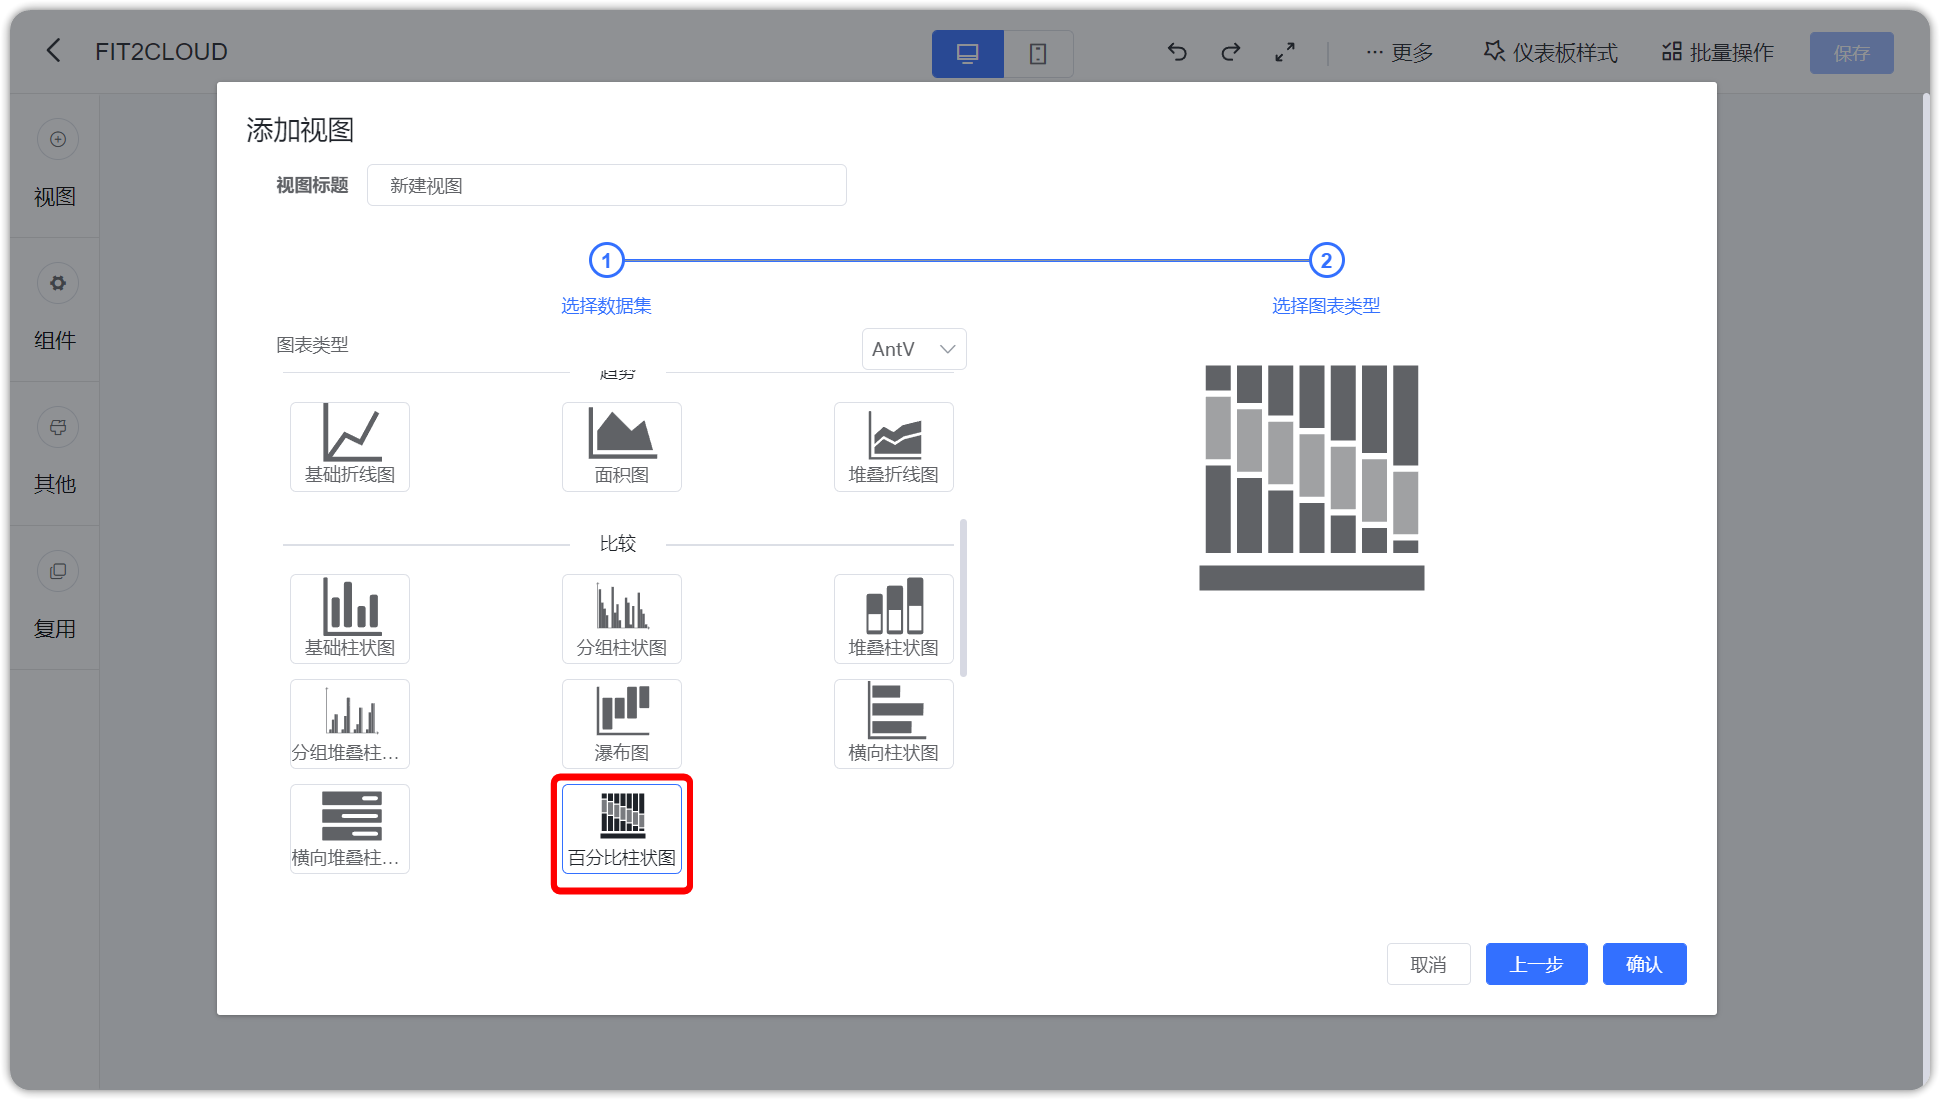 FIT2CLOUD
··· 更多
仪表板样式
批量操作
保存
视图
组件
其他
复用
添加视图
视图标题
新建视图
1
2
选择数据集
选择图表类型
图表类型
AntV
趋势
基础折线图
面积图
堆叠折线图
比较
基础柱状图
分组柱状图
堆叠柱状图
分组堆叠柱...
瀑布图
横向柱状图
横向堆叠柱...
百分比柱状图
取消
上一步
确认